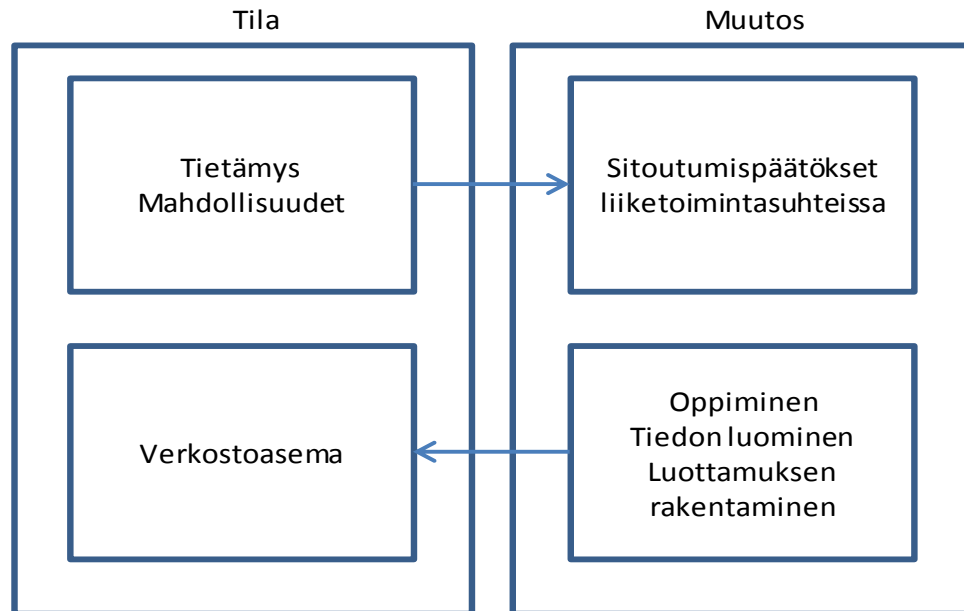 Tila
Muutos
Tietämys
Mahdollisuudet
Sitoutumispäätökset
liiketoimintasuhteissa
Verkostoasema
Oppiminen
Tiedon luominen
Luottamuksen
rakentaminen